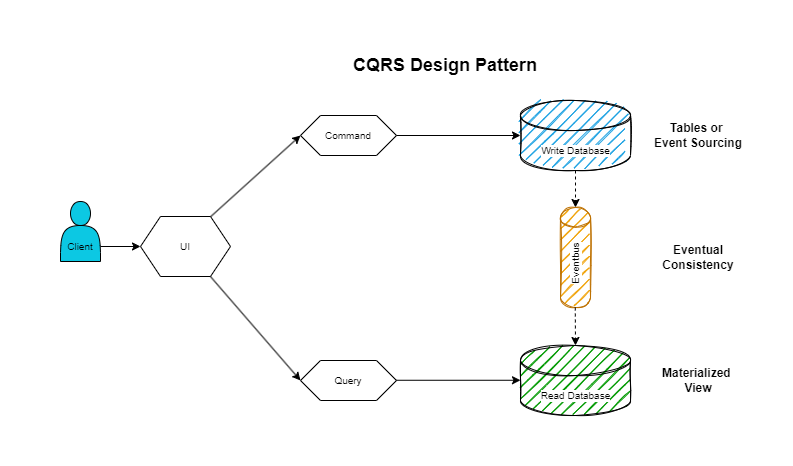 CQRS Design Pattern
Command
Write Database
Tables or
Event Sourcing
Client
UI
Eventbus
Eventual
Consistency
Query
Read Database
Materialized
View